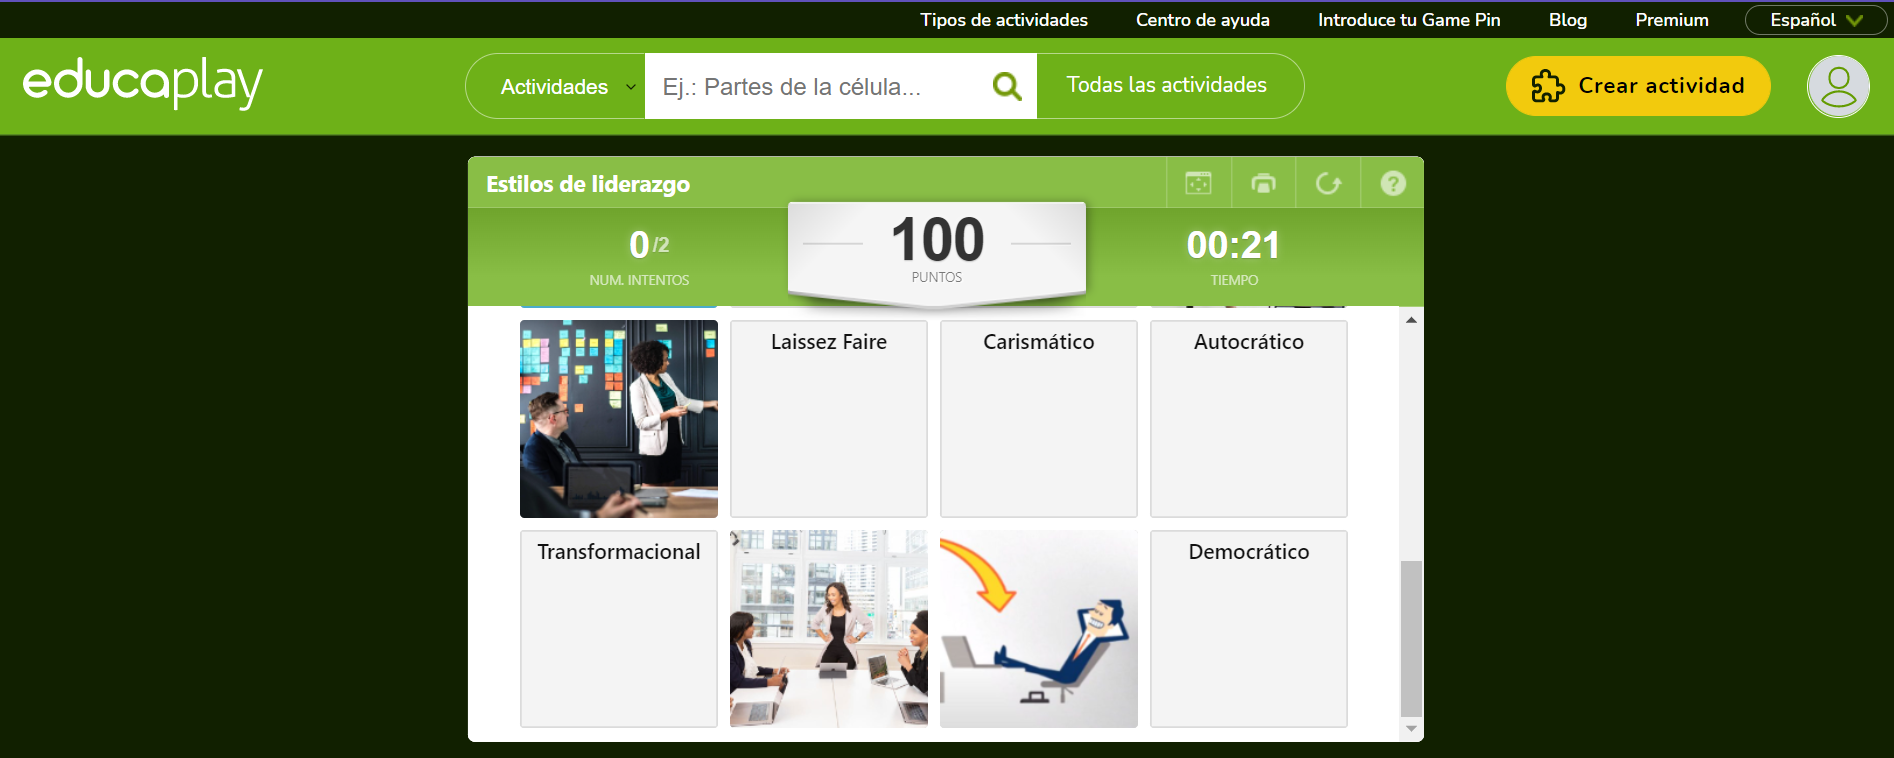 Tipos de actividades Centro de ayuda Introduce tu Game Pin Blog Premium Español
educaplay Actividades Ej.: Partes de la célula... Todas las actividades Crear actividad
Estilos de liderazgo ?
0/2 100 00:21
NUM. INTENTOS PUNTOS TIEMPO
Laissez Faire Carismático Autocrático
Transformacional Democrático